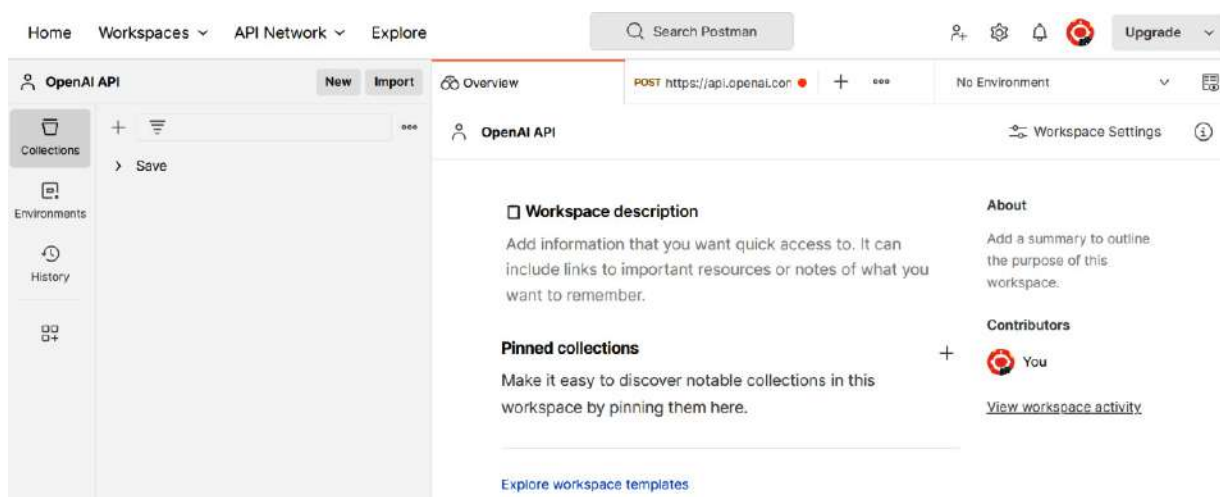 Home Workspaces API Network Explore Search Postman Upgrade
OpenAI API New Import Overview POST https://api.openai.con No Environment
Collections
Save
Environments
History
OpenAI API Workspace Settings
Workspace description
Add information that you want quick access to. It can
include links to important resources or notes of what you
want to remember.
Pinned collections
Make it easy to discover notable collections in this
workspace by pinning them here.
Explore workspace templates
About
Add a summary to outline
the purpose of this
workspace.
Contributors
You
View workspace activity